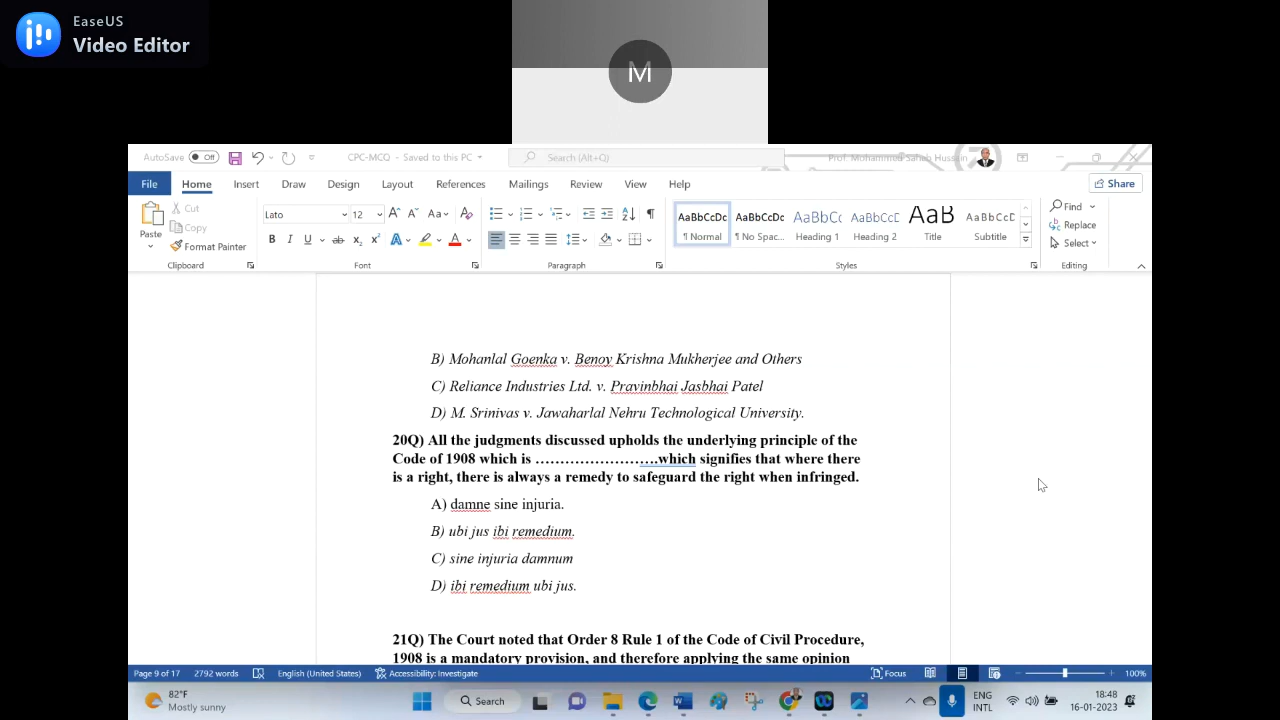 EaseUS
Video Editor
M
AutoSave Off CPC-MCQ - Saved to this PC Search (Alt+Q) Prof. Mohammed Saheb Hussain
File Home Insert Draw Design Layout References Mailings Review View Help Share
Paste Cut Copy Format Painter
Lato 12
AaBbCcDc AaBbCcDc AaBbCc AaBbCcD AaB AaBbCcD
¶ Normal ¶ No Spac... Heading 1 Heading 2 Title Subtitle
Find Replace Select
Clipboard Font Paragraph Styles Editing
B) Mohanlal Goenka v. Benoy Krishna Mukherjee and Others
C) Reliance Industries Ltd. v. Pravinbhai Jasbhai Patel
D) M. Srinivas v. Jawaharlal Nehru Technological University.
20Q) All the judgments discussed upholds the underlying principle of the
Code of 1908 which is …………………….which signifies that where there
is a right, there is always a remedy to safeguard the right when infringed.
A) damne sine injuria.
B) ubi jus ibi remedium.
C) sine injuria damnum
D) ibi remedium ubi jus.
21Q) The Court noted that Order 8 Rule 1 of the Code of Civil Procedure,
1908 is a mandatory provision, and therefore applying the same opinion
Page 9 of 17 2792 words English (United States) Accessibility: Investigate Focus 100%
82°F
Mostly sunny
Search
ENG
INTL
18:48
16-01-2023